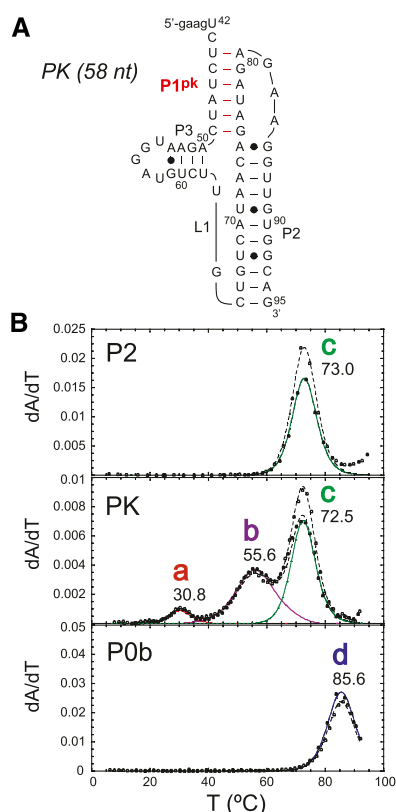 A
5'-gaagU 42
C
PK (58 nt)
U – A
80
G
C – G
P1pk
U – A
A
A – U
A
U – A
P3
50
C – G
A ● G
G G U A A G A
C – G
U A G U C U U
60
A – U
A – U
U ● G
70
A – U
90
L1
C – G
P2
U ● G
G
G – C
U – A
C – G
95
3'
B
P2
c
73.0
dA/dT
0.025
0.02
0.015
0.01
0.005
PK
c
72.5
b
55.6
a
30.8
dA/dT
0.01
0.008
0.006
0.004
0.002
P0b
d
85.6
dA/dT
0.05
0.04
0.03
0.02
0.01
0
0 20 40 60 80 100
T (ºC)